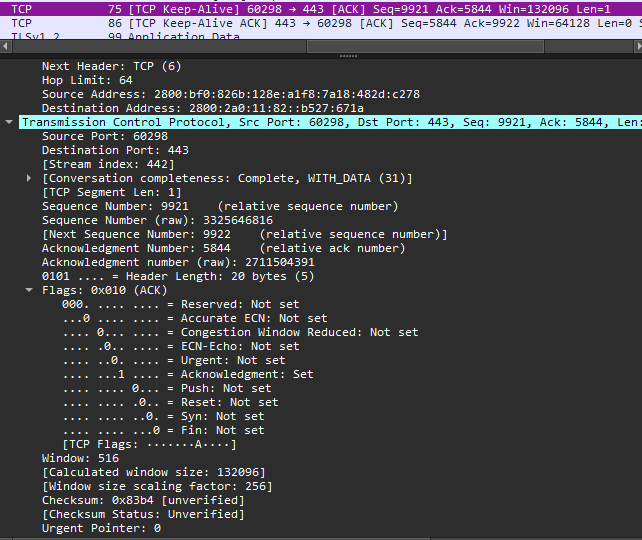 TCP 75 [TCP Keep-Alive] 60298 → 443 [ACK] Seq=9921 Ack=5844 Win=132096 Len=1
TCP 86 [TCP Keep-Alive ACK] 443 → 60298 [ACK] Seq=5844 Ack=9922 Win=64128 Len=0 S
TLSv1.2 99 Application Data
Next Header: TCP (6)
Hop Limit: 64
Source Address: 2800:bf0:826b:128e:a1f8:7a18:482d:c278
Destination Address: 2800:2a0:11:82::b527:671a
Transmission Control Protocol, Src Port: 60298, Dst Port: 443, Seq: 9921, Ack: 5844, Len:
Source Port: 60298
Destination Port: 443
[Stream index: 442]
[Conversation completeness: Complete, WITH_DATA (31)]
[TCP Segment Len: 1]
Sequence Number: 9921 (relative sequence number)
Sequence Number (raw): 3325646816
[Next Sequence Number: 9922 (relative sequence number)]
Acknowledgment Number: 5844 (relative ack number)
Acknowledgment number (raw): 2711504391
0101 .... = Header Length: 20 bytes (5)
Flags: 0x010 (ACK)
000. .... .... = Reserved: Not set
...0 .... .... = Accurate ECN: Not set
.... 0... .... = Congestion Window Reduced: Not set
.... .0.. .... = ECN-Echo: Not set
.... ..0. .... = Urgent: Not set
.... ...1 .... = Acknowledgment: Set
.... .... 0... = Push: Not set
.... .... .0.. = Reset: Not set
.... .... ..0. = Syn: Not set
.... .... ...0 = Fin: Not set
[TCP Flags: ·······A····]
Window: 516
[Calculated window size: 132096]
[Window size scaling factor: 256]
Checksum: 0x83b4 [unverified]
[Checksum Status: Unverified]
Urgent Pointer: 0